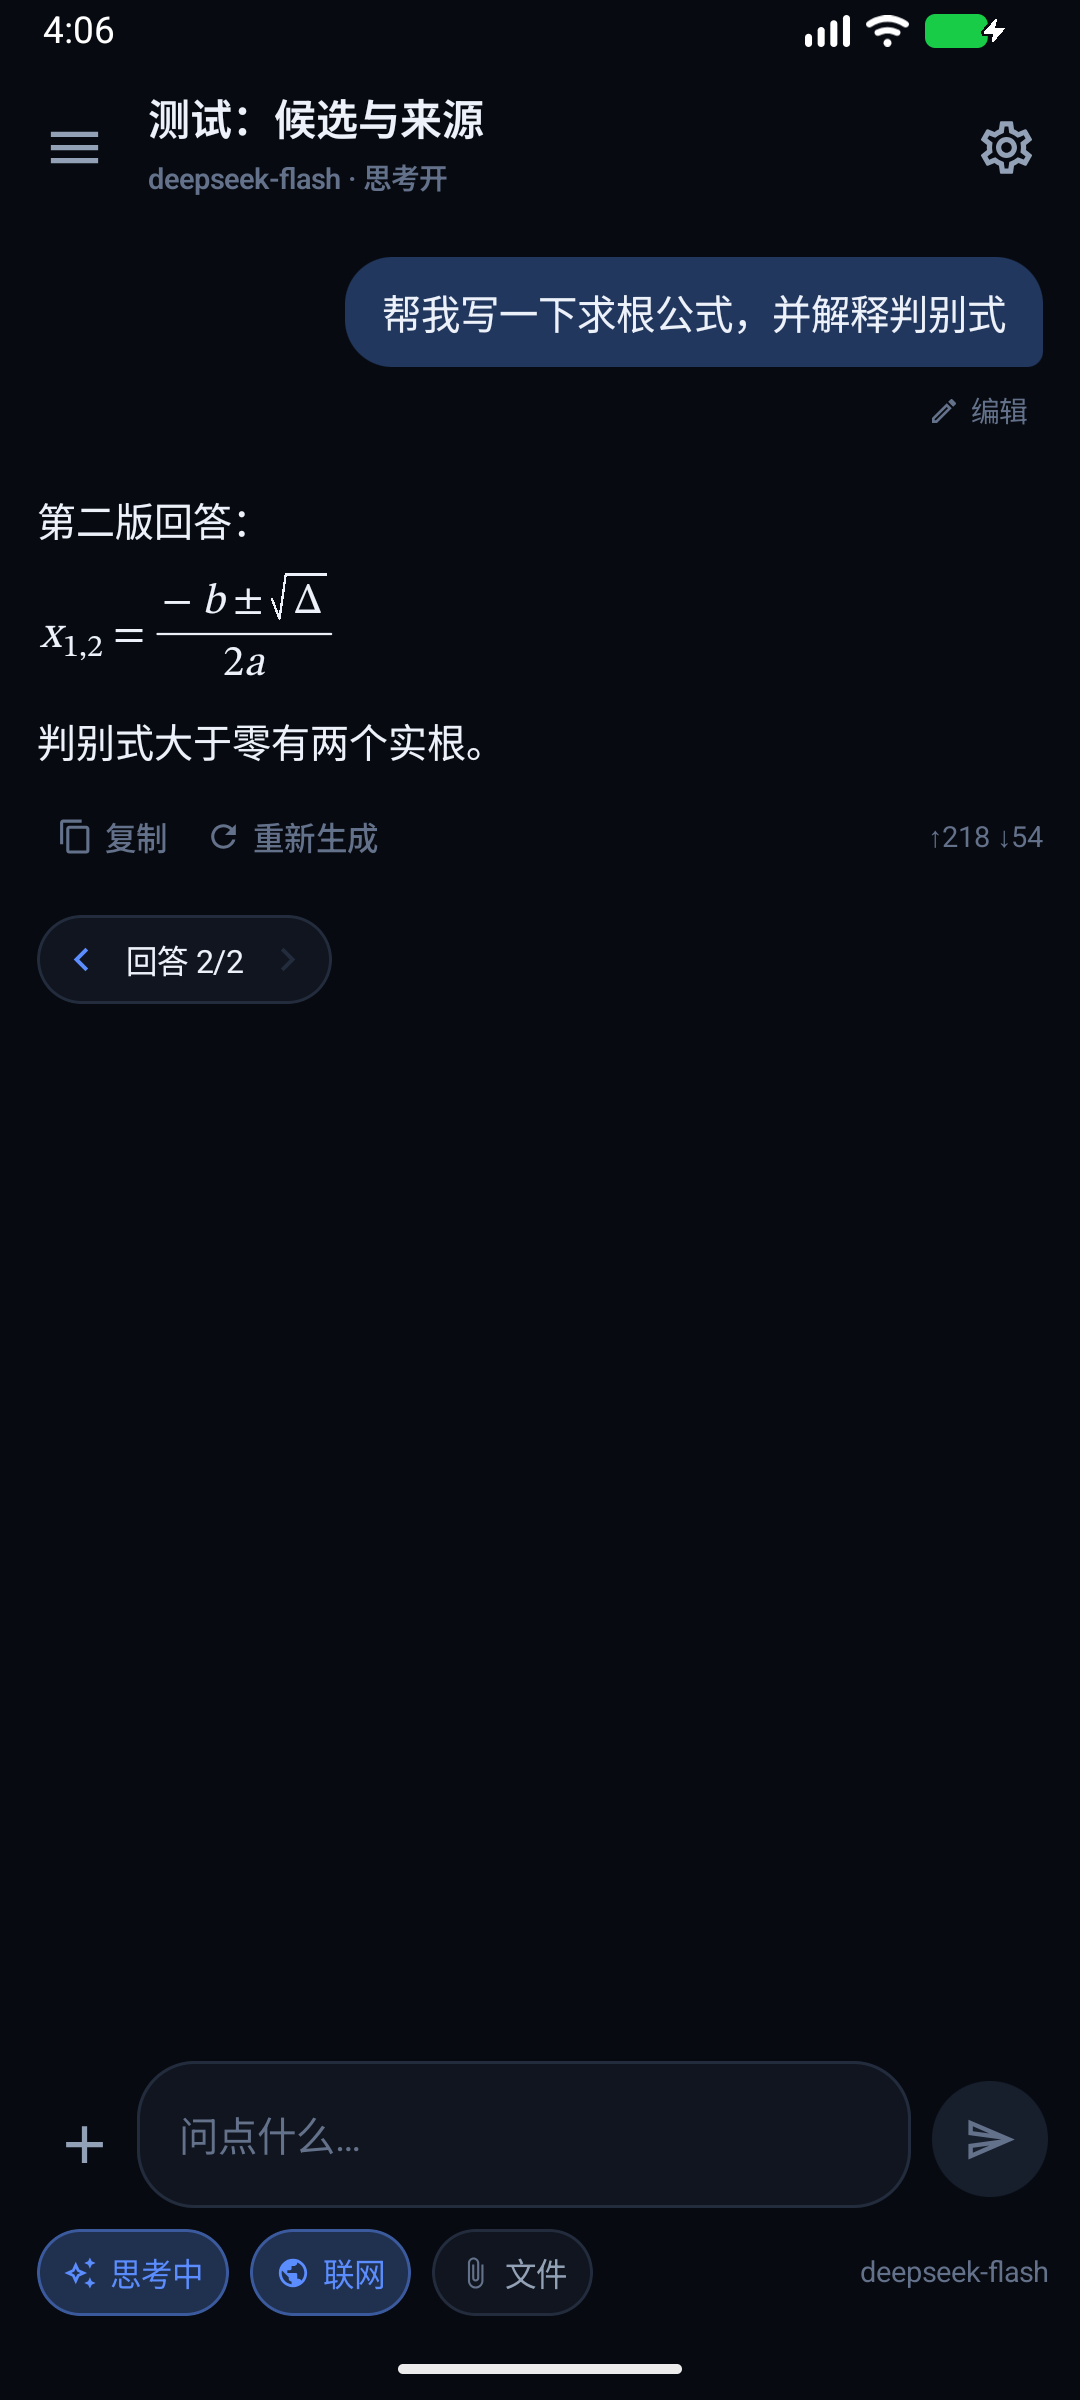 4:06
测试：候选与来源
deepseek-flash · 思考开
帮我写一下求根公式，并解释判别式
编辑
第二版回答：
x₁,₂ = (− b ± √Δ) / 2a
判别式大于零有两个实根。
复制 重新生成 ↑218 ↓54
回答 2/2
问点什么...
思考中 联网 文件 deepseek-flash